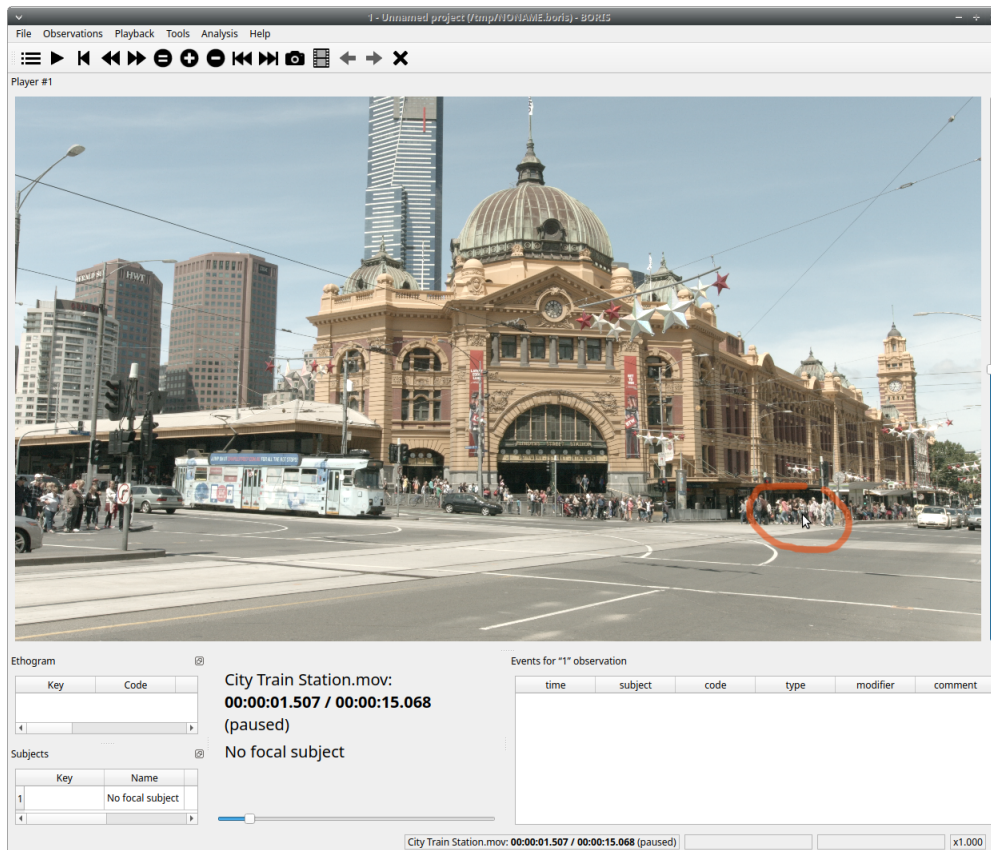 1 - Unnamed project (/tmp/NONAME.boris) - BORIS
File Observations Playback Tools Analysis Help
Player #1
HWT
Ethogram
Key Code
Subjects
Key Name
1 No focal subject
City Train Station.mov:
00:00:01.507 / 00:00:15.068
(paused)
No focal subject
Events for "1" observation
time subject code type modifier comment
City Train Station.mov: 00:00:01.507 / 00:00:15.068 (paused)
x1.000